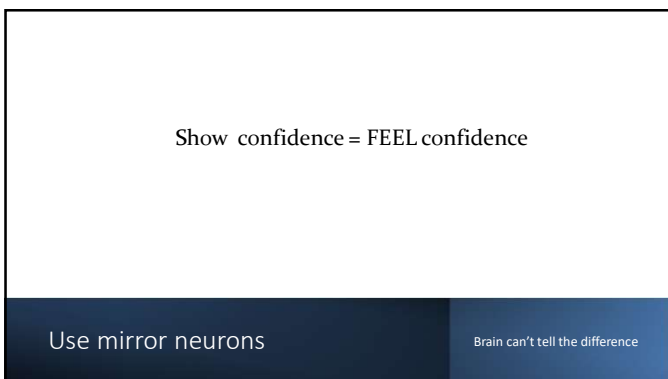 Show confidence = FEEL confidence
Use mirror neurons
Brain can’t tell the difference